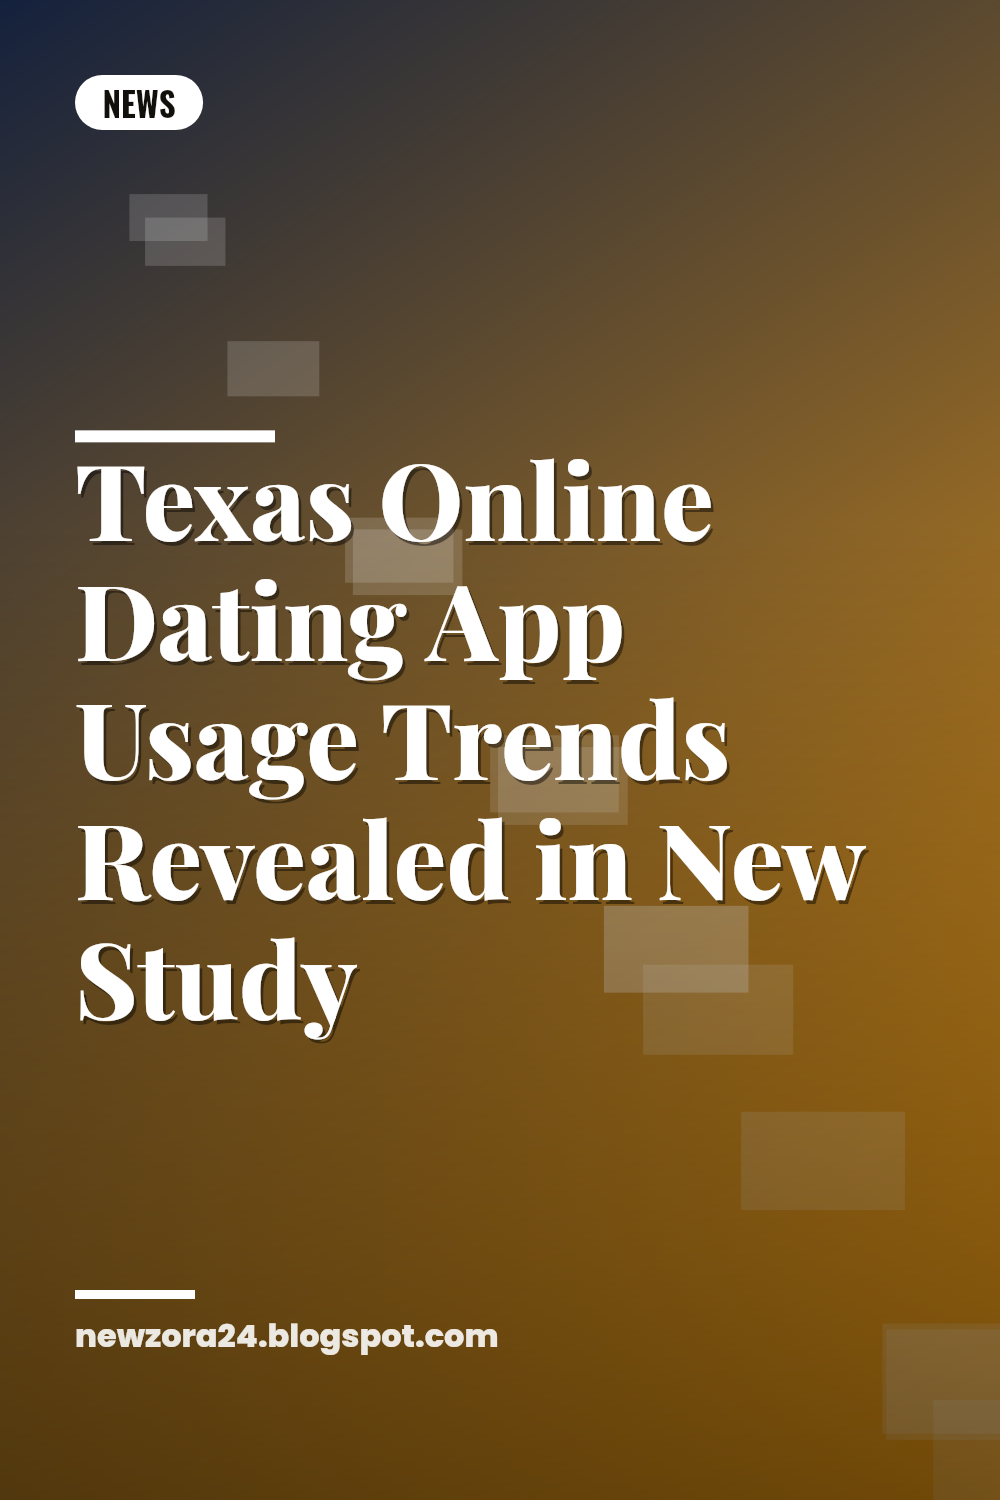 NEWS
Texas Online
Dating App
Usage Trends
Revealed in New
Study
newzora24.blogspot.com